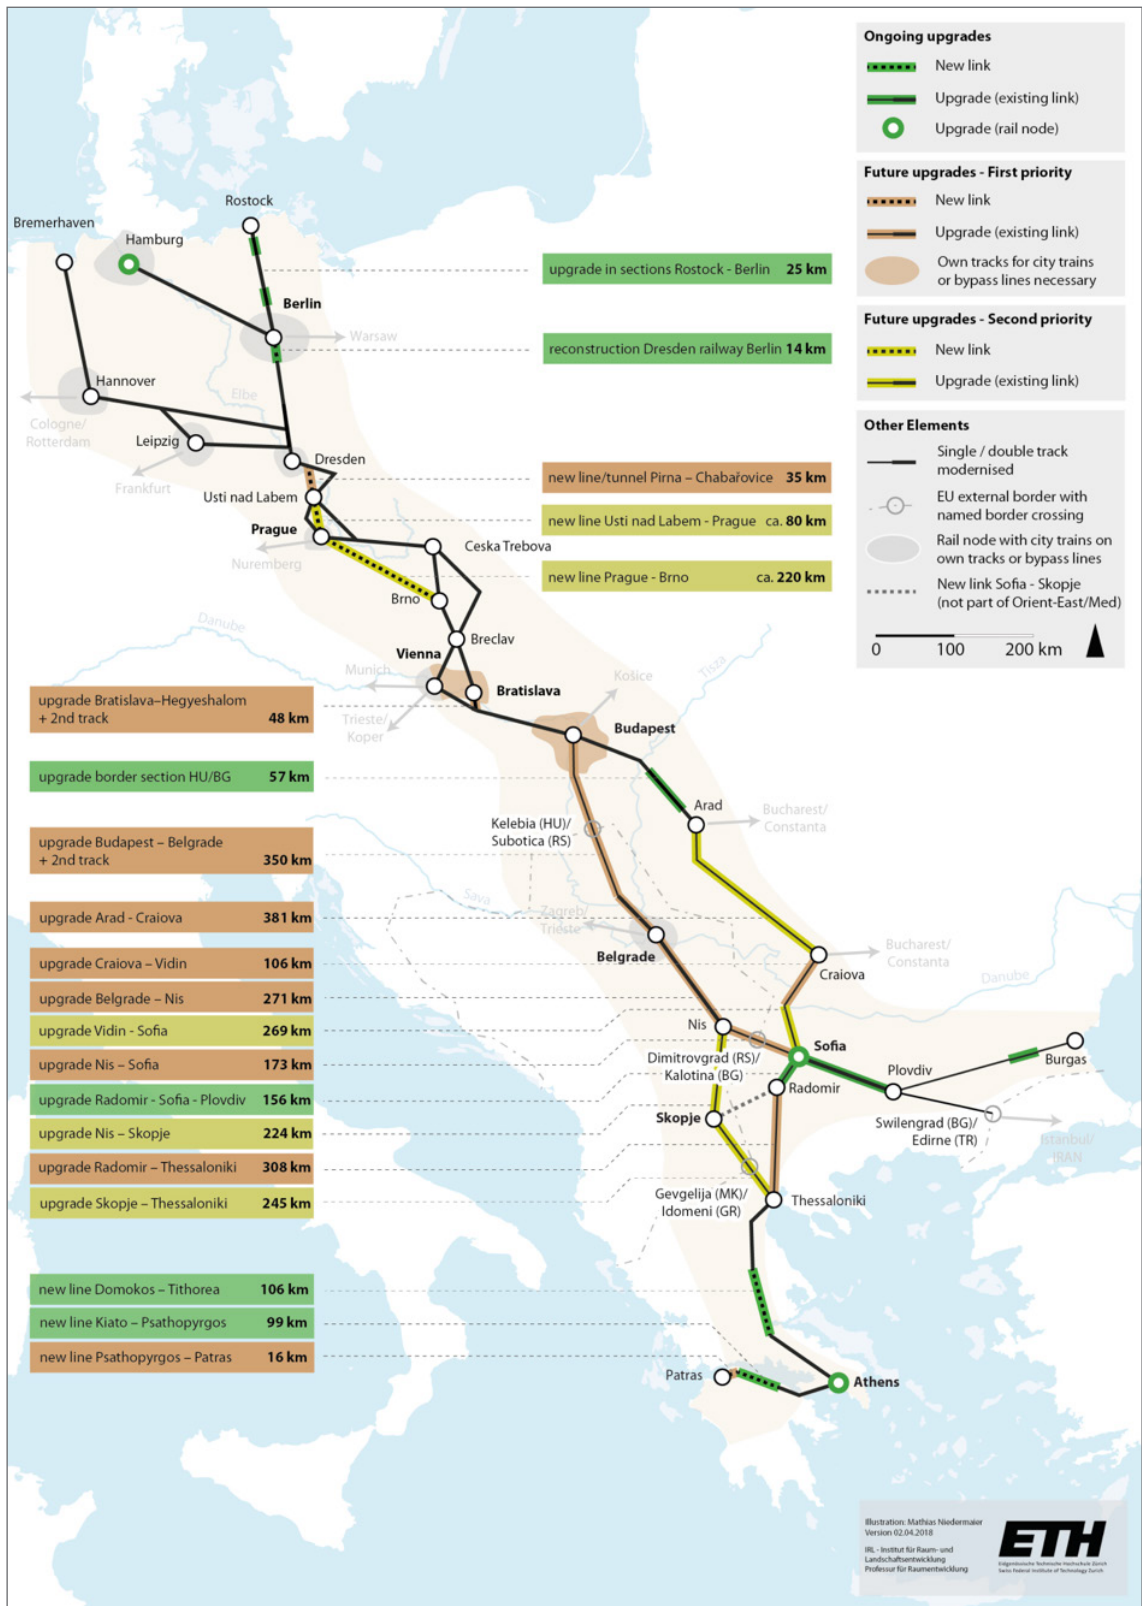 Ongoing upgrades
New link
Upgrade (existing link)
Upgrade (rail node)
Future upgrades - First priority
New link
Upgrade (existing link)
Own tracks for city trains
or bypass lines necessary
Future upgrades - Second priority
New link
Upgrade (existing link)
Other Elements
Single / double track
modernised
EU external border with
named border crossing
Rail node with city trains on
own tracks or bypass lines
New link Sofia - Skopje
(not part of Orient-East/Med)
0 100 200 km
Rostock
Bremerhaven
Hamburg
Berlin
Warsaw
Hannover
Elbe
Cologne/
Rotterdam
Leipzig
Dresden
Frankfurt
Usti nad Labem
Prague
Nuremberg
Ceska Trebova
Brno
Danube
Breclav
Vienna
Munich
Bratislava
Tisza
Košice
Trieste/
Koper
Budapest
Arad
Bucharest/
Constanta
Kelebia (HU)/
Subotica (RS)
Sava
Zagreb/
Trieste
Belgrade
Bucharest/
Constanta
Craiova
Danube
Nis
Sofia
Dimitrovgrad (RS)/
Kalotina (BG)
Plovdiv
Burgas
Radomir
Skopje
Swilengrad (BG)/
Edirne (TR)
Istanbul/
IRAN
Gevgelija (MK)/
Idomeni (GR)
Thessaloniki
Patras
Athens
upgrade in sections Rostock - Berlin 25 km
reconstruction Dresden railway Berlin 14 km
new line/tunnel Pirna – Chabařovice 35 km
new line Usti nad Labem - Prague ca. 80 km
new line Prague - Brno ca. 220 km
upgrade Bratislava–Hegyeshalom
+ 2nd track 48 km
upgrade border section HU/BG 57 km
upgrade Budapest – Belgrade
+ 2nd track 350 km
upgrade Arad - Craiova 381 km
upgrade Craiova – Vidin 106 km
upgrade Belgrade – Nis 271 km
upgrade Vidin - Sofia 269 km
upgrade Nis – Sofia 173 km
upgrade Radomir - Sofia - Plovdiv 156 km
upgrade Nis – Skopje 224 km
upgrade Radomir – Thessaloniki 308 km
upgrade Skopje – Thessaloniki 245 km
new line Domokos – Tithorea 106 km
new line Kiato – Psathopyrgos 99 km
new line Psathopyrgos – Patras 16 km
Illustration: Mathias Niedermaier
Version 02.04.2018
IRL - Institut für Raum- und
Landschaftsentwicklung
Professur für Raumentwicklung
ETH
Eidgenössische Technische Hochschule Zürich
Swiss Federal Institute of Technology Zurich